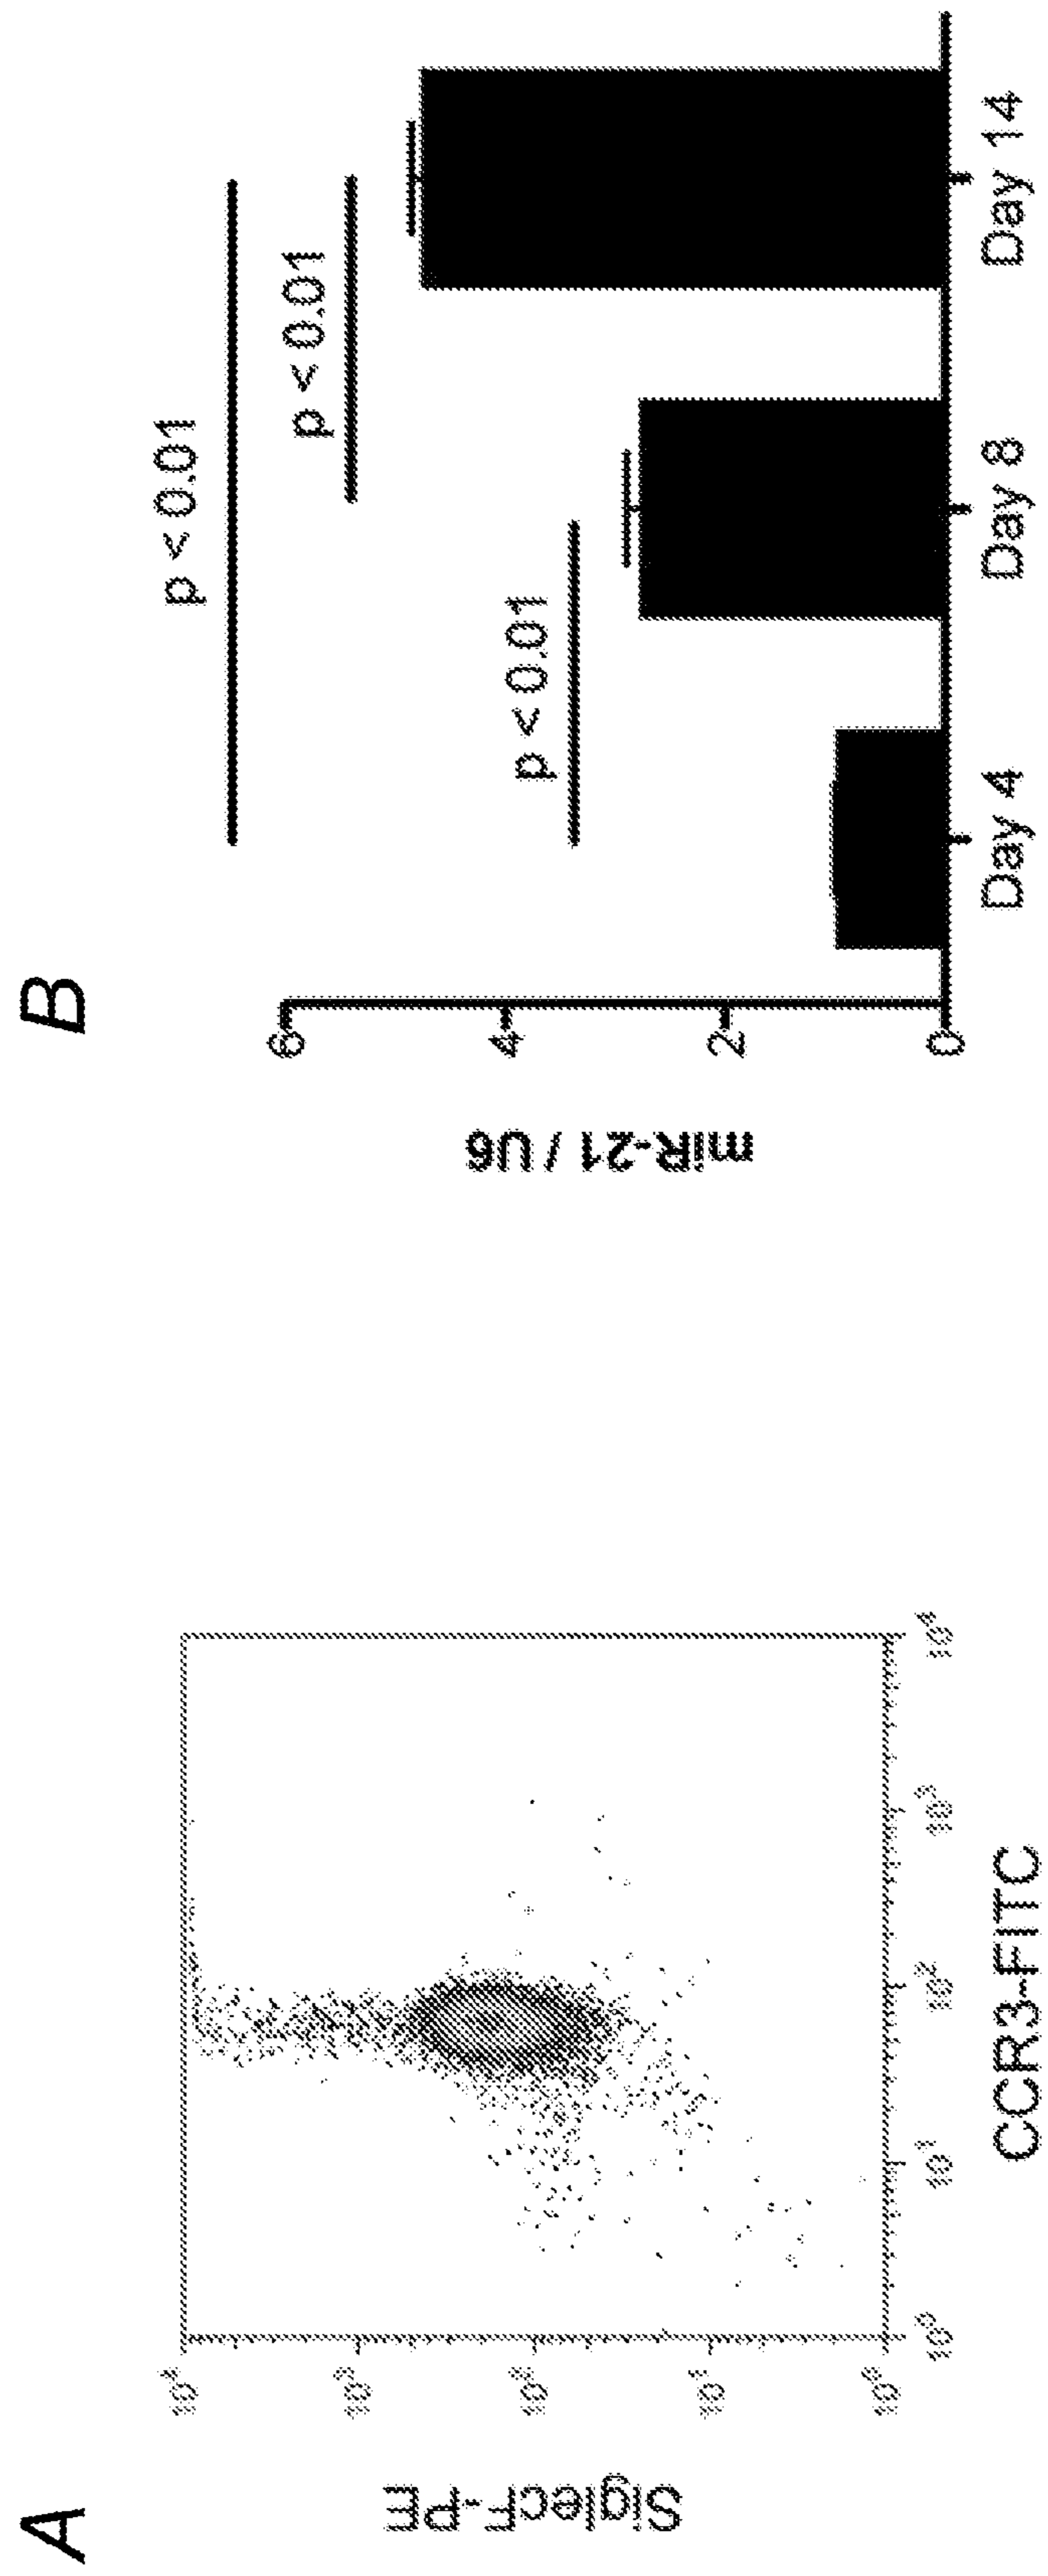 A
SiglecF-PE
10⁴
10³
10²
10¹
10⁰
10⁰
10¹
10²
10³
10⁴
CCR3-FITC
B
miR-21 / U6
6
4
2
0
p < 0.01
p < 0.01
p < 0.01
Day 4
Day 8
Day 14